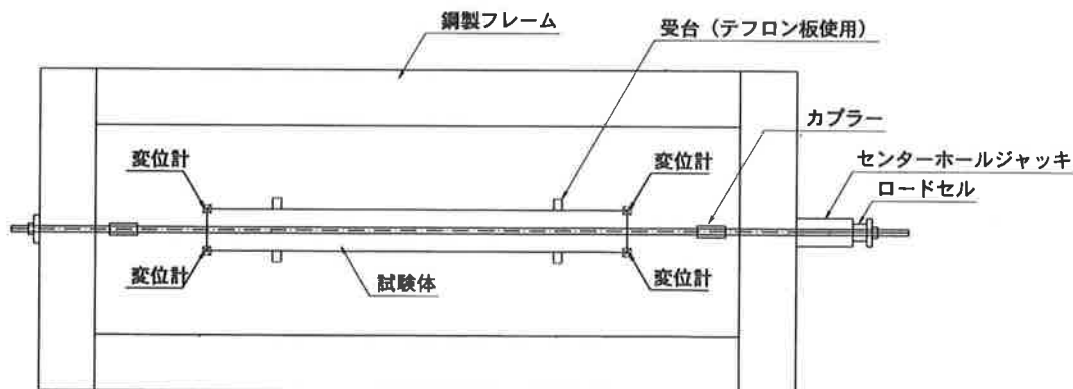 鋼製フレーム
受台（テフロン板使用）
カプラー
変位計
変位計
センターホールジャッキ
ロードセル
変位計
試験体
変位計